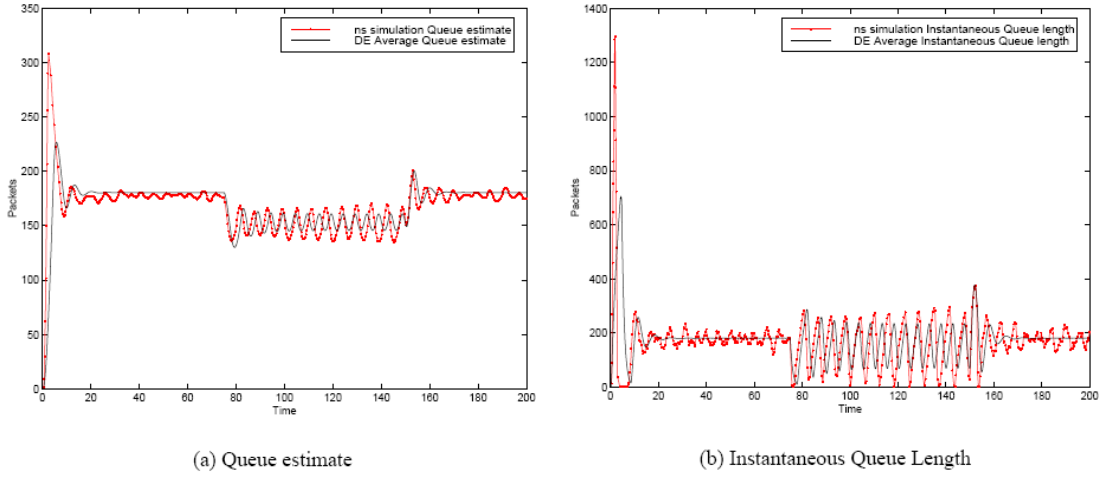 350
300
250
200
150
100
50
0
Packets
0 20 40 60 80 100 120 140 160 180 200
Time
ns simulation Queue estimate
DE Average Queue estimate
(a) Queue estimate
1400
1200
1000
800
600
400
200
0
Packets
0 20 40 60 80 100 120 140 160 180 200
Time
ns simulation Instantaneous Queue length
DE Average Instantaneous Queue length
(b) Instantaneous Queue Length